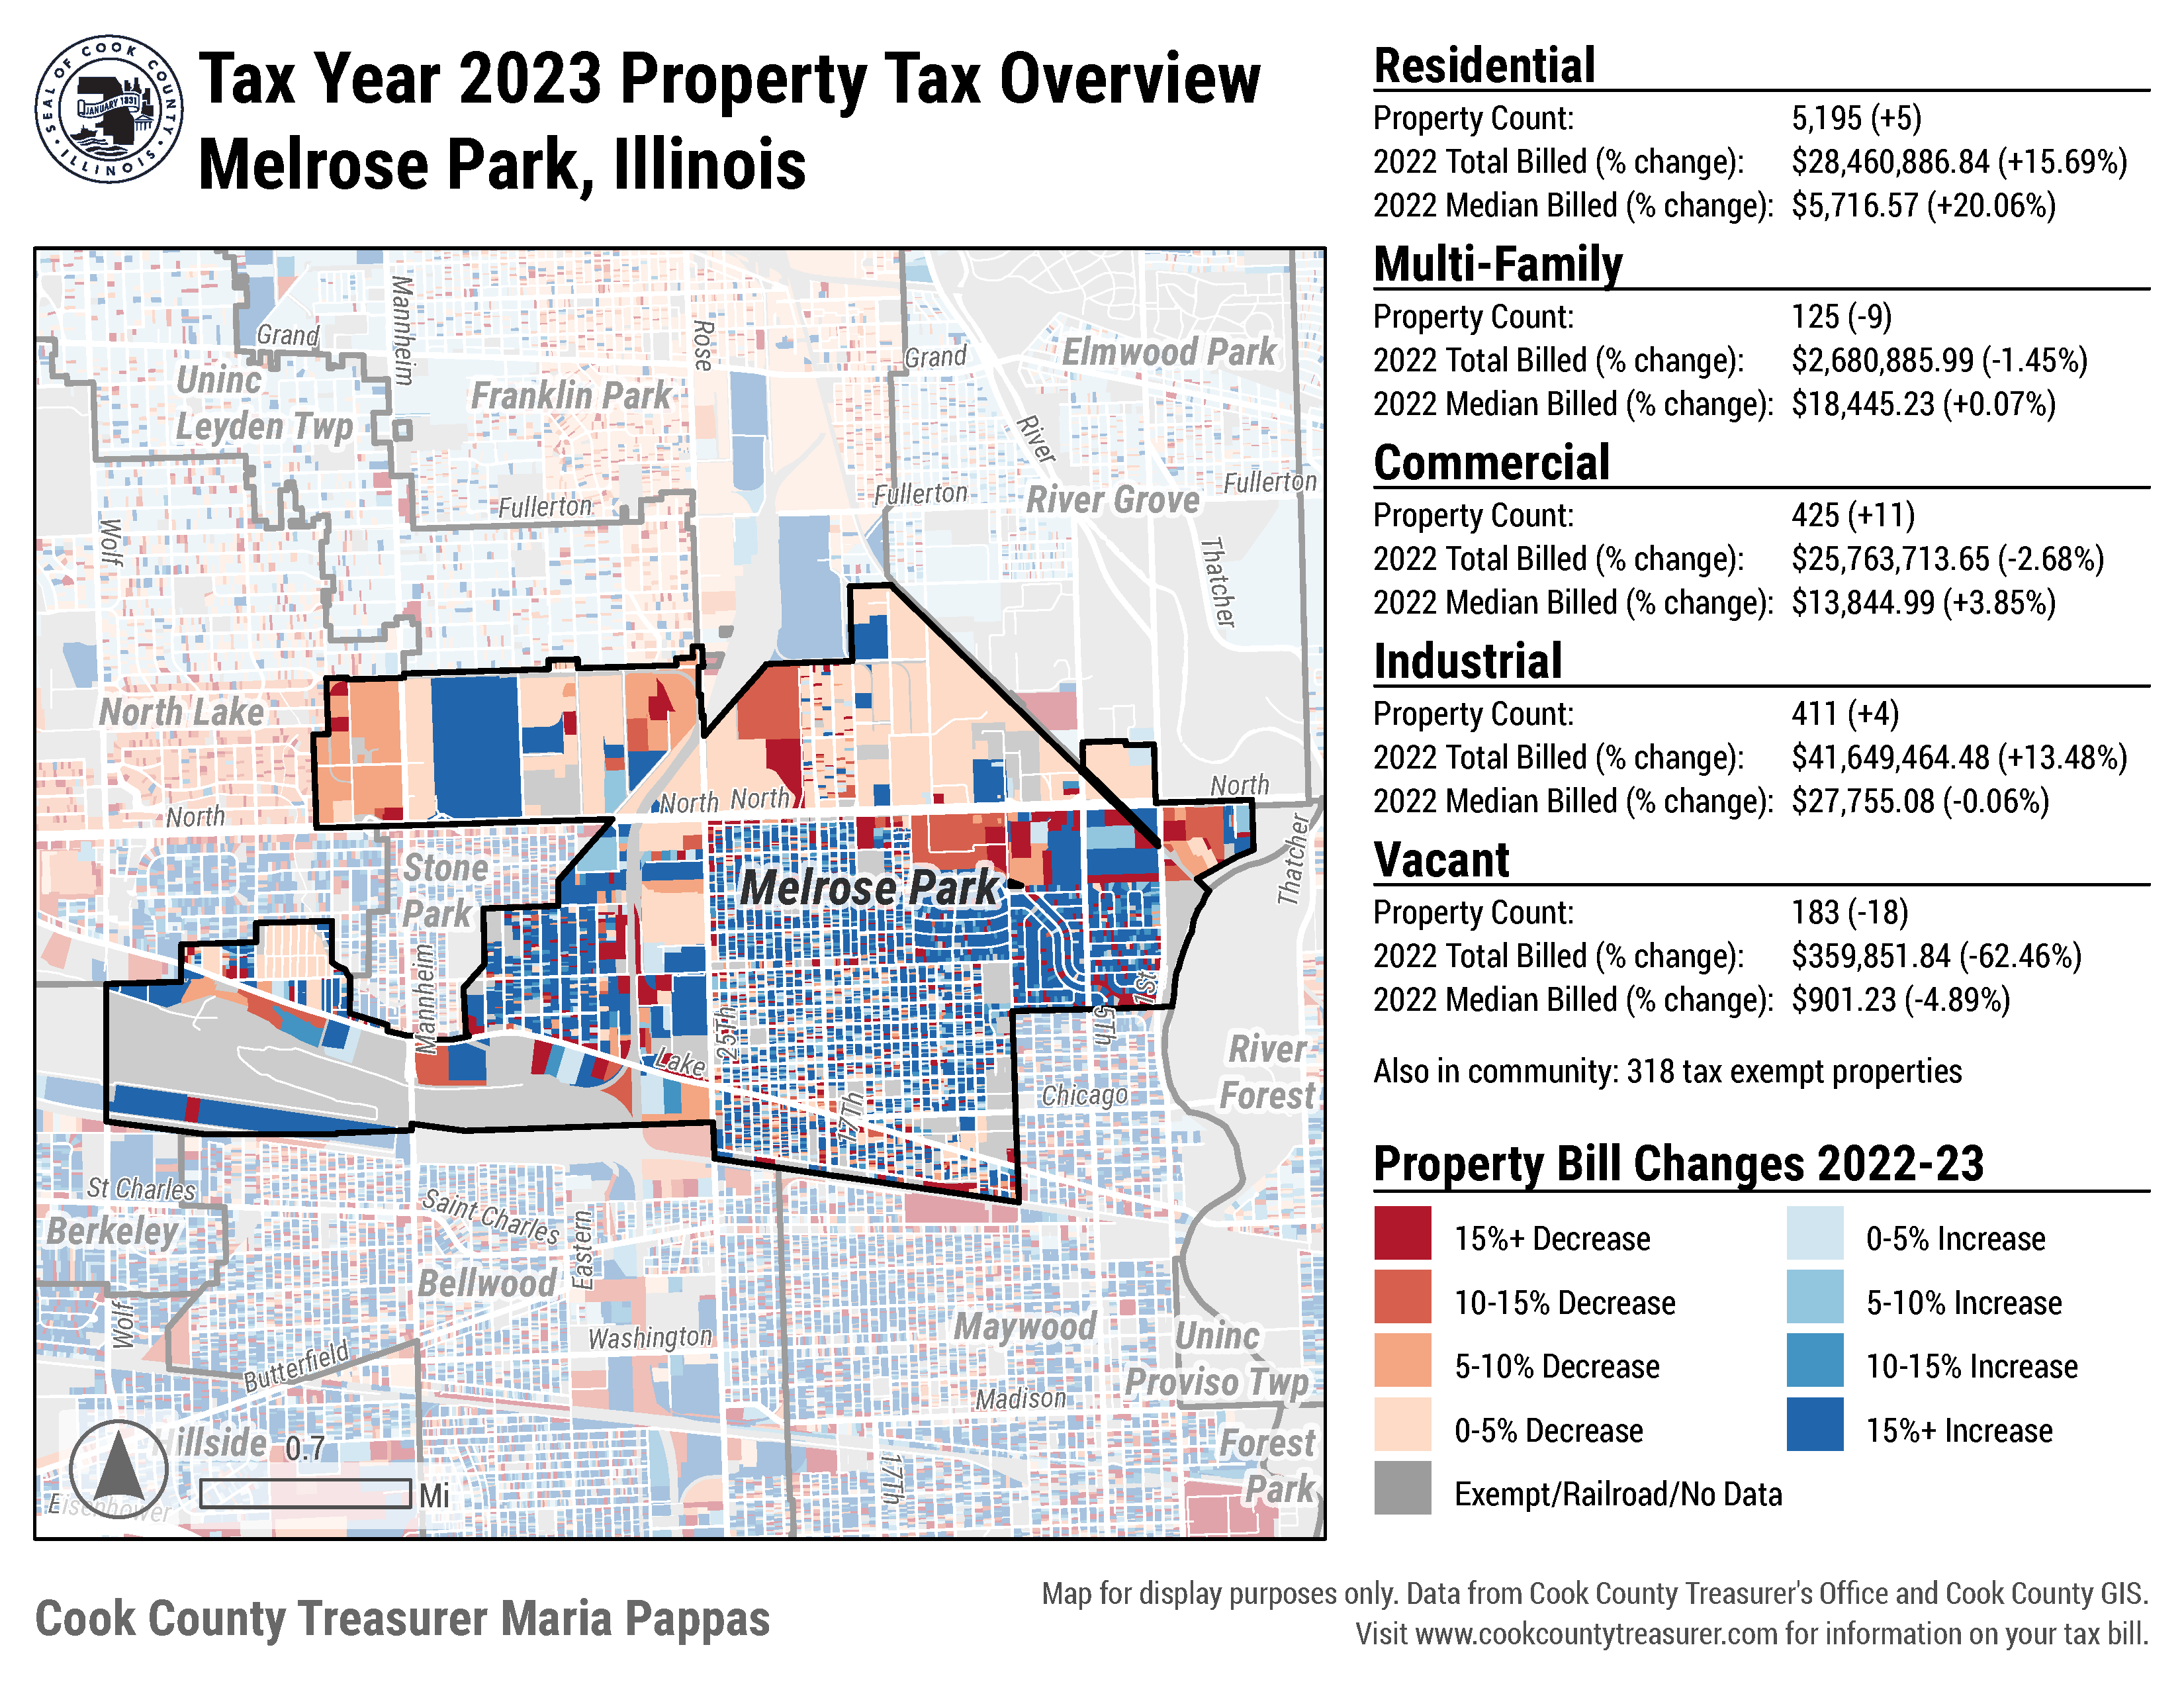 SEAL OF COOK COUNTY
JANUARY 1831
ILLINOIS
Tax Year 2023 Property Tax Overview
Melrose Park, Illinois
Residential
Property Count: 5,195 (+5)
2022 Total Billed (% change): $28,460,886.84 (+15.69%)
2022 Median Billed (% change): $5,716.57 (+20.06%)
Multi-Family
Property Count: 125 (-9)
2022 Total Billed (% change): $2,680,885.99 (-1.45%)
2022 Median Billed (% change): $18,445.23 (+0.07%)
Commercial
Property Count: 425 (+11)
2022 Total Billed (% change): $25,763,713.65 (-2.68%)
2022 Median Billed (% change): $13,844.99 (+3.85%)
Industrial
Property Count: 411 (+4)
2022 Total Billed (% change): $41,649,464.48 (+13.48%)
2022 Median Billed (% change): $27,755.08 (-0.06%)
Vacant
Property Count: 183 (-18)
2022 Total Billed (% change): $359,851.84 (-62.46%)
2022 Median Billed (% change): $901.23 (-4.89%)
Also in community: 318 tax exempt properties
Property Bill Changes 2022-23
15%+ Decrease
10-15% Decrease
5-10% Decrease
0-5% Decrease
Exempt/Railroad/No Data
0-5% Increase
5-10% Increase
10-15% Increase
15%+ Increase
Mannheim
Rose
Grand
Grand
Elmwood Park
Uninc
Leyden Twp
Franklin Park
River
Fullerton
Fullerton
Fullerton
River Grove
Wolf
Thatcher
North Lake
North
North
North
North
Stone
Park
Melrose Park
Thatcher
Mannheim
1St
25Th
5Th
Lake
River
Forest
Chicago
17Th
St Charles
Saint Charles
Berkeley
Eastern
Bellwood
Wolf
Washington
Maywood
Uninc
Proviso Twp
Butterfield
Madison
Hillside
0.7
Mi
17Th
Forest
Park
Eisenhower
Cook County Treasurer Maria Pappas
Map for display purposes only. Data from Cook County Treasurer's Office and Cook County GIS.
Visit www.cookcountytreasurer.com for information on your tax bill.